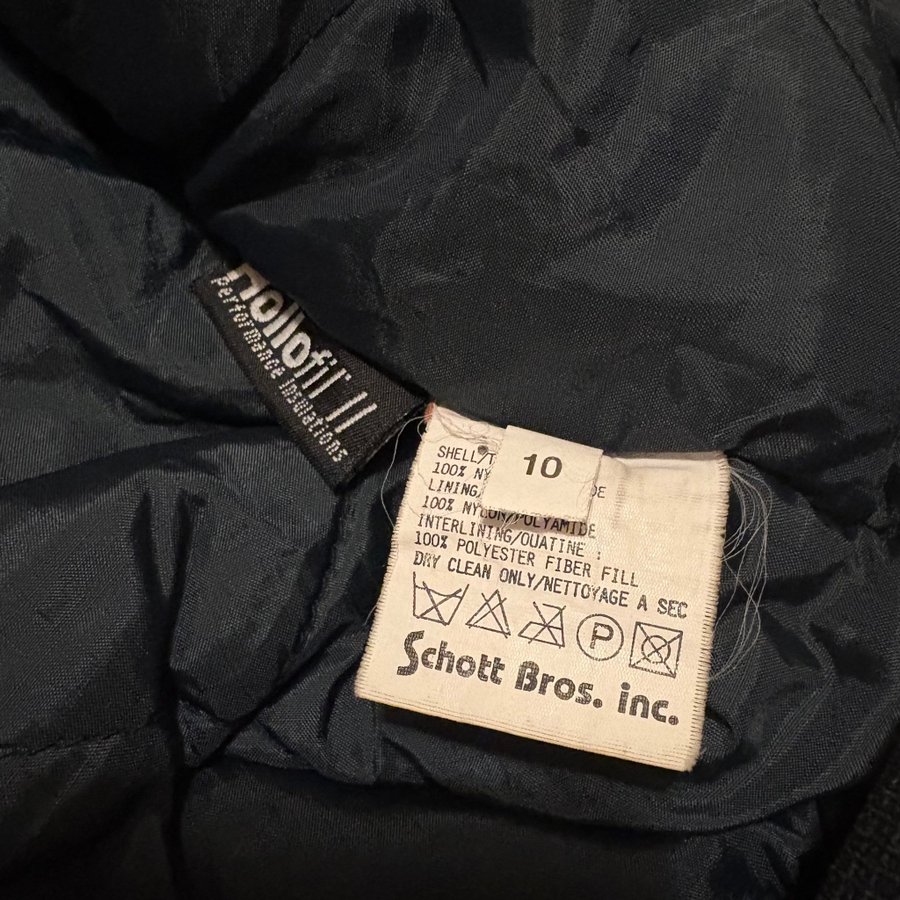 Hollofil II
Performance Insulations
10
SHELL/
100% NY
LINING/
100% NYLON/POLYAMIDE
INTERLINING/OUATINE :
100% POLYESTER FIBER FILL
DRY CLEAN ONLY/NETTOYAGE A SEC
P
Schott Bros. inc.